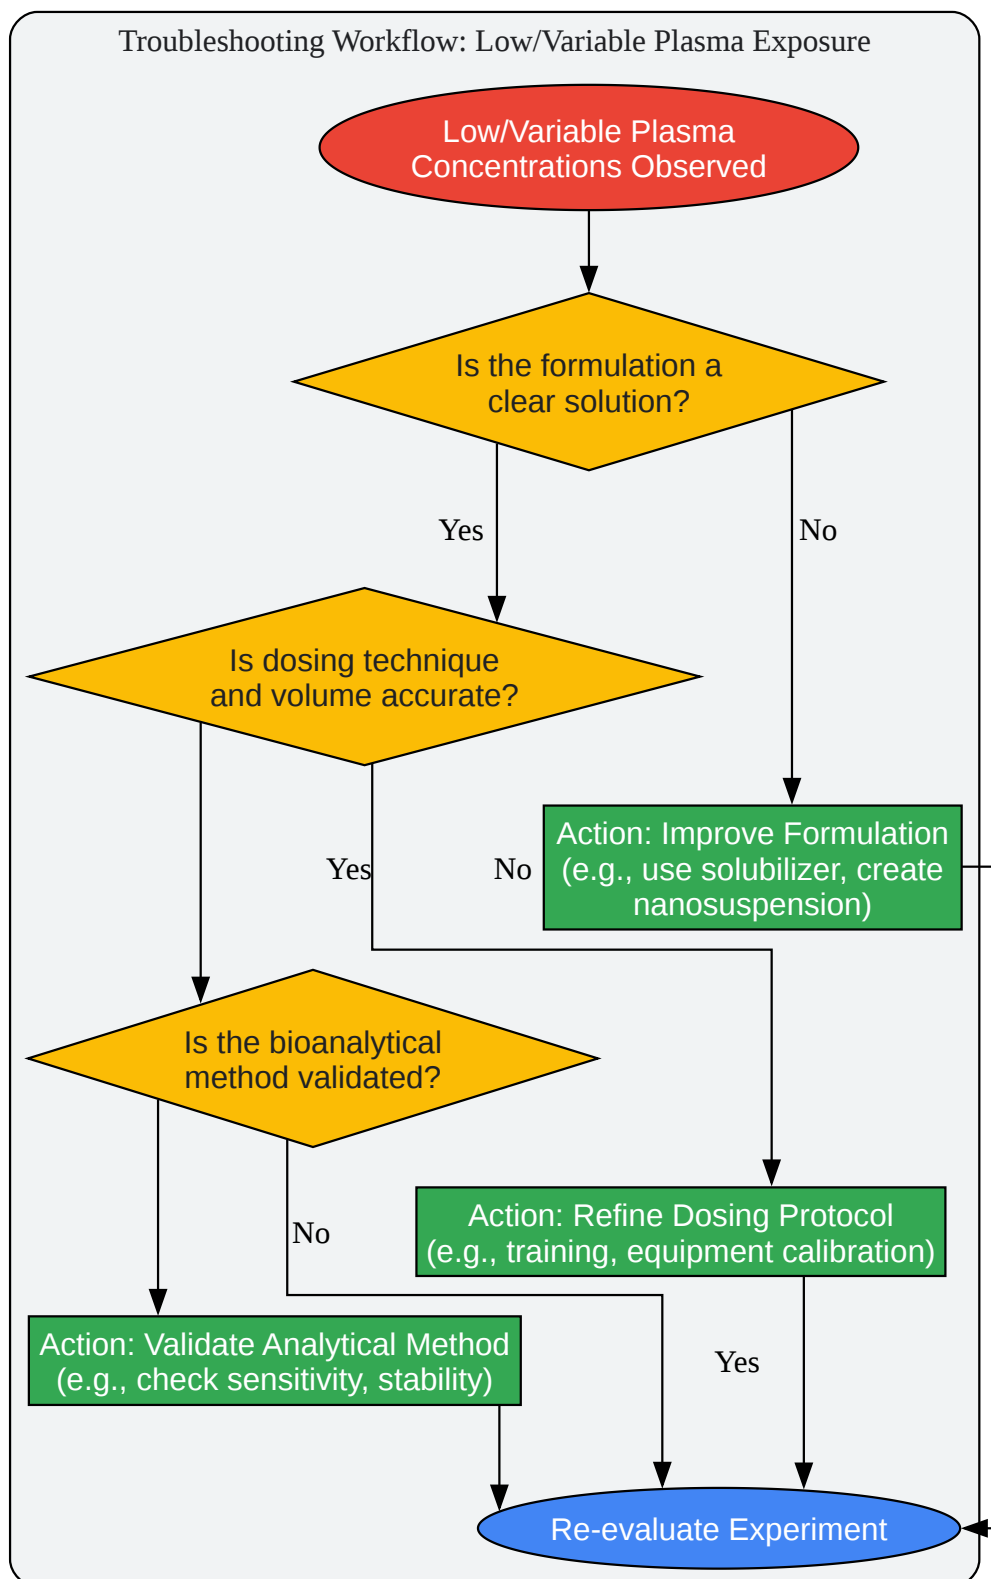 Troubleshooting Workflow: Low/Variable Plasma Exposure
Low/Variable Plasma
Concentrations Observed
Is the formulation a
clear solution?
Yes
No
Is dosing technique
and volume accurate?
Yes
No
Action: Improve Formulation
(e.g., use solubilizer, create
nanosuspension)
Is the bioanalytical
method validated?
No
Action: Refine Dosing Protocol
(e.g., training, equipment calibration)
Action: Validate Analytical Method
(e.g., check sensitivity, stability)
Yes
Re-evaluate Experiment